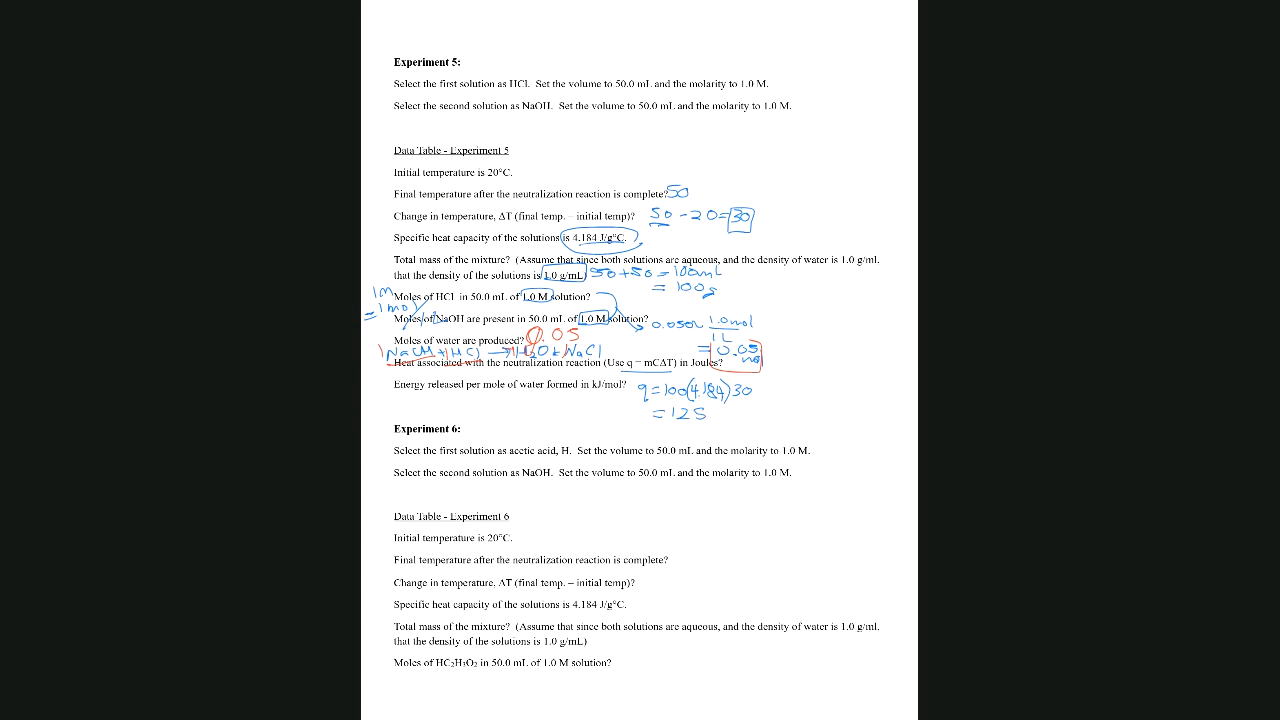 Experiment 5:
Select the first solution as HCl. Set the volume to 50.0 mL and the molarity to 1.0 M.
Select the second solution as NaOH. Set the volume to 50.0 mL and the molarity to 1.0 M.
Data Table - Experiment 5
Initial temperature is 20°C.
Final temperature after the neutralization reaction is complete? 50
Change in temperature, ΔT (final temp. – initial temp)? 50 - 20 = 30
Specific heat capacity of the solutions is 4.184 J/g°C.
Total mass of the mixture? (Assume that since both solutions are aqueous, and the density of water is 1.0 g/mL
that the density of the solutions is 1.0 g/mL) 50 + 50 = 100mL
= 100g
1M
Moles of HCl in 50.0 mL of 1.0 M solution?
= 1 mol/
Moles of NaOH are present in 50.0 mL of 1.0 M solution? 0.050L 1.0 mol
1L
Moles of water are produced? 0.05
= 0.05 mol
1 NaOH + 1 HCl → 1 H2O + 1 NaCl
Heat associated with the neutralization reaction (Use q = mCΔT) in Joules?
Energy released per mole of water formed in kJ/mol? q = 100(4.184)30
= 125
Experiment 6:
Select the first solution as acetic acid, H. Set the volume to 50.0 mL and the molarity to 1.0 M.
Select the second solution as NaOH. Set the volume to 50.0 mL and the molarity to 1.0 M.
Data Table - Experiment 6
Initial temperature is 20°C.
Final temperature after the neutralization reaction is complete?
Change in temperature, ΔT (final temp. – initial temp)?
Specific heat capacity of the solutions is 4.184 J/g°C.
Total mass of the mixture? (Assume that since both solutions are aqueous, and the density of water is 1.0 g/mL
that the density of the solutions is 1.0 g/mL)
Moles of HC2H3O2 in 50.0 mL of 1.0 M solution?